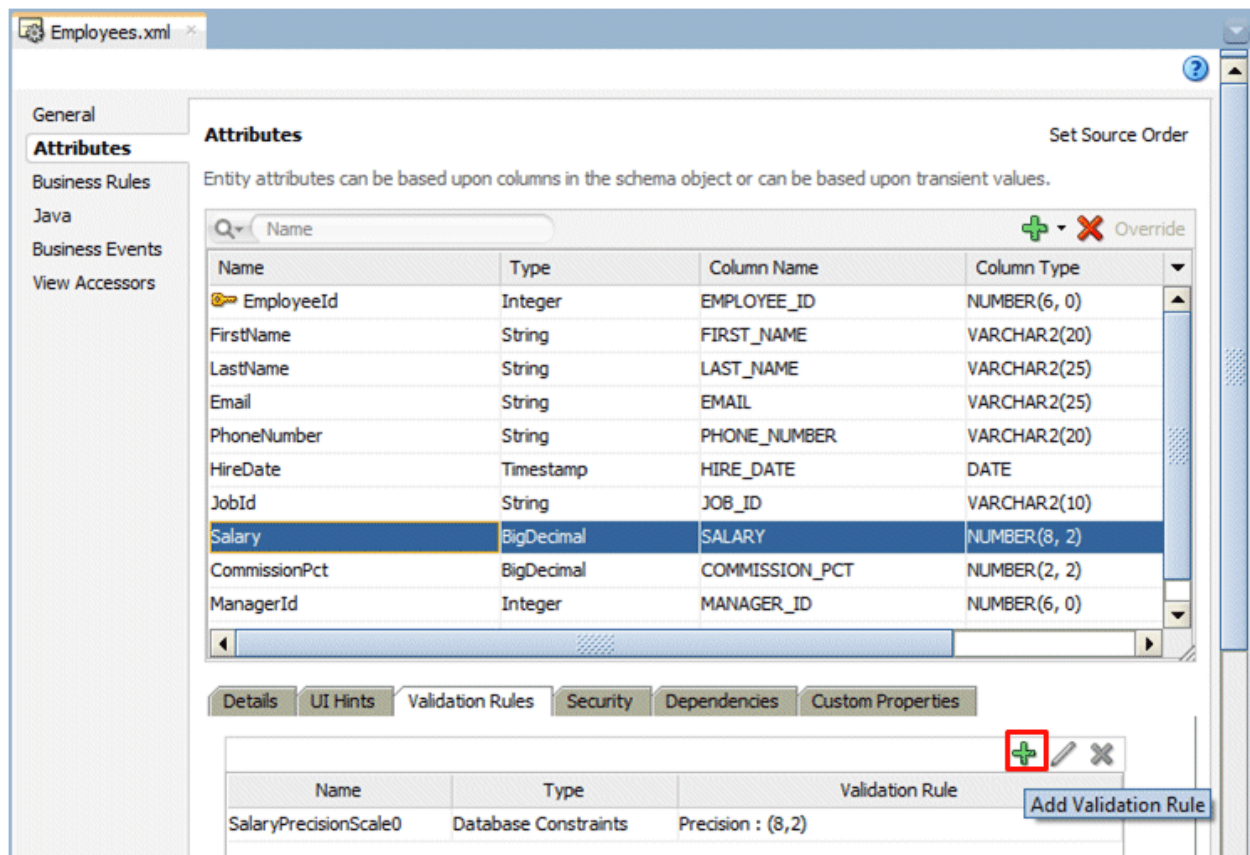 Employees.xml
General
Attributes
Business Rules
Java
Business Events
View Accessors
Attributes Set Source Order
Entity attributes can be based upon columns in the schema object or can be based upon transient values.
Name Override
Name Type Column Name Column Type
EmployeeId Integer EMPLOYEE_ID NUMBER(6, 0)
FirstName String FIRST_NAME VARCHAR2(20)
LastName String LAST_NAME VARCHAR2(25)
Email String EMAIL VARCHAR2(25)
PhoneNumber String PHONE_NUMBER VARCHAR2(20)
HireDate Timestamp HIRE_DATE DATE
JobId String JOB_ID VARCHAR2(10)
Salary BigDecimal SALARY NUMBER(8, 2)
CommissionPct BigDecimal COMMISSION_PCT NUMBER(2, 2)
ManagerId Integer MANAGER_ID NUMBER(6, 0)
Details UI Hints Validation Rules Security Dependencies Custom Properties
Name Type Validation Rule
Add Validation Rule
SalaryPrecisionScale0 Database Constraints Precision : (8,2)